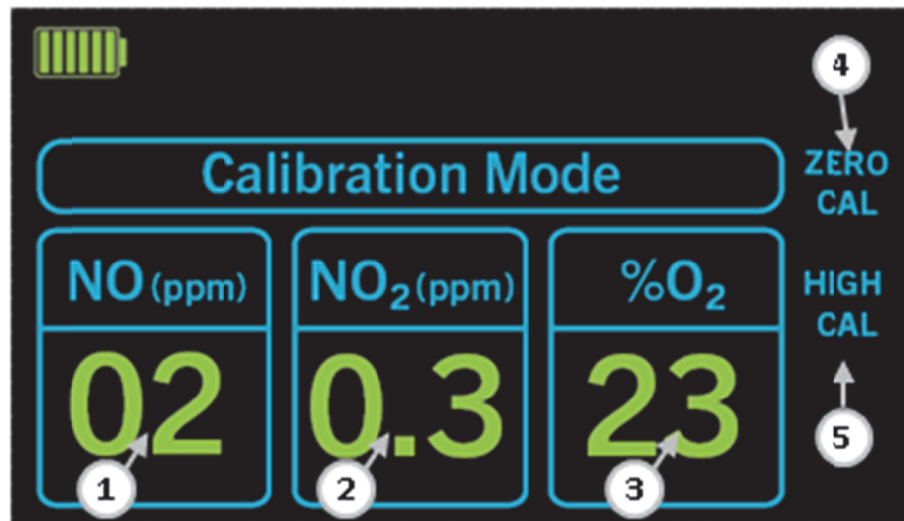 4
Calibration Mode
ZERO
CAL
NO (ppm)
NO₂ (ppm)
%O₂
HIGH
CAL
02
0.3
23
1
2
3
5